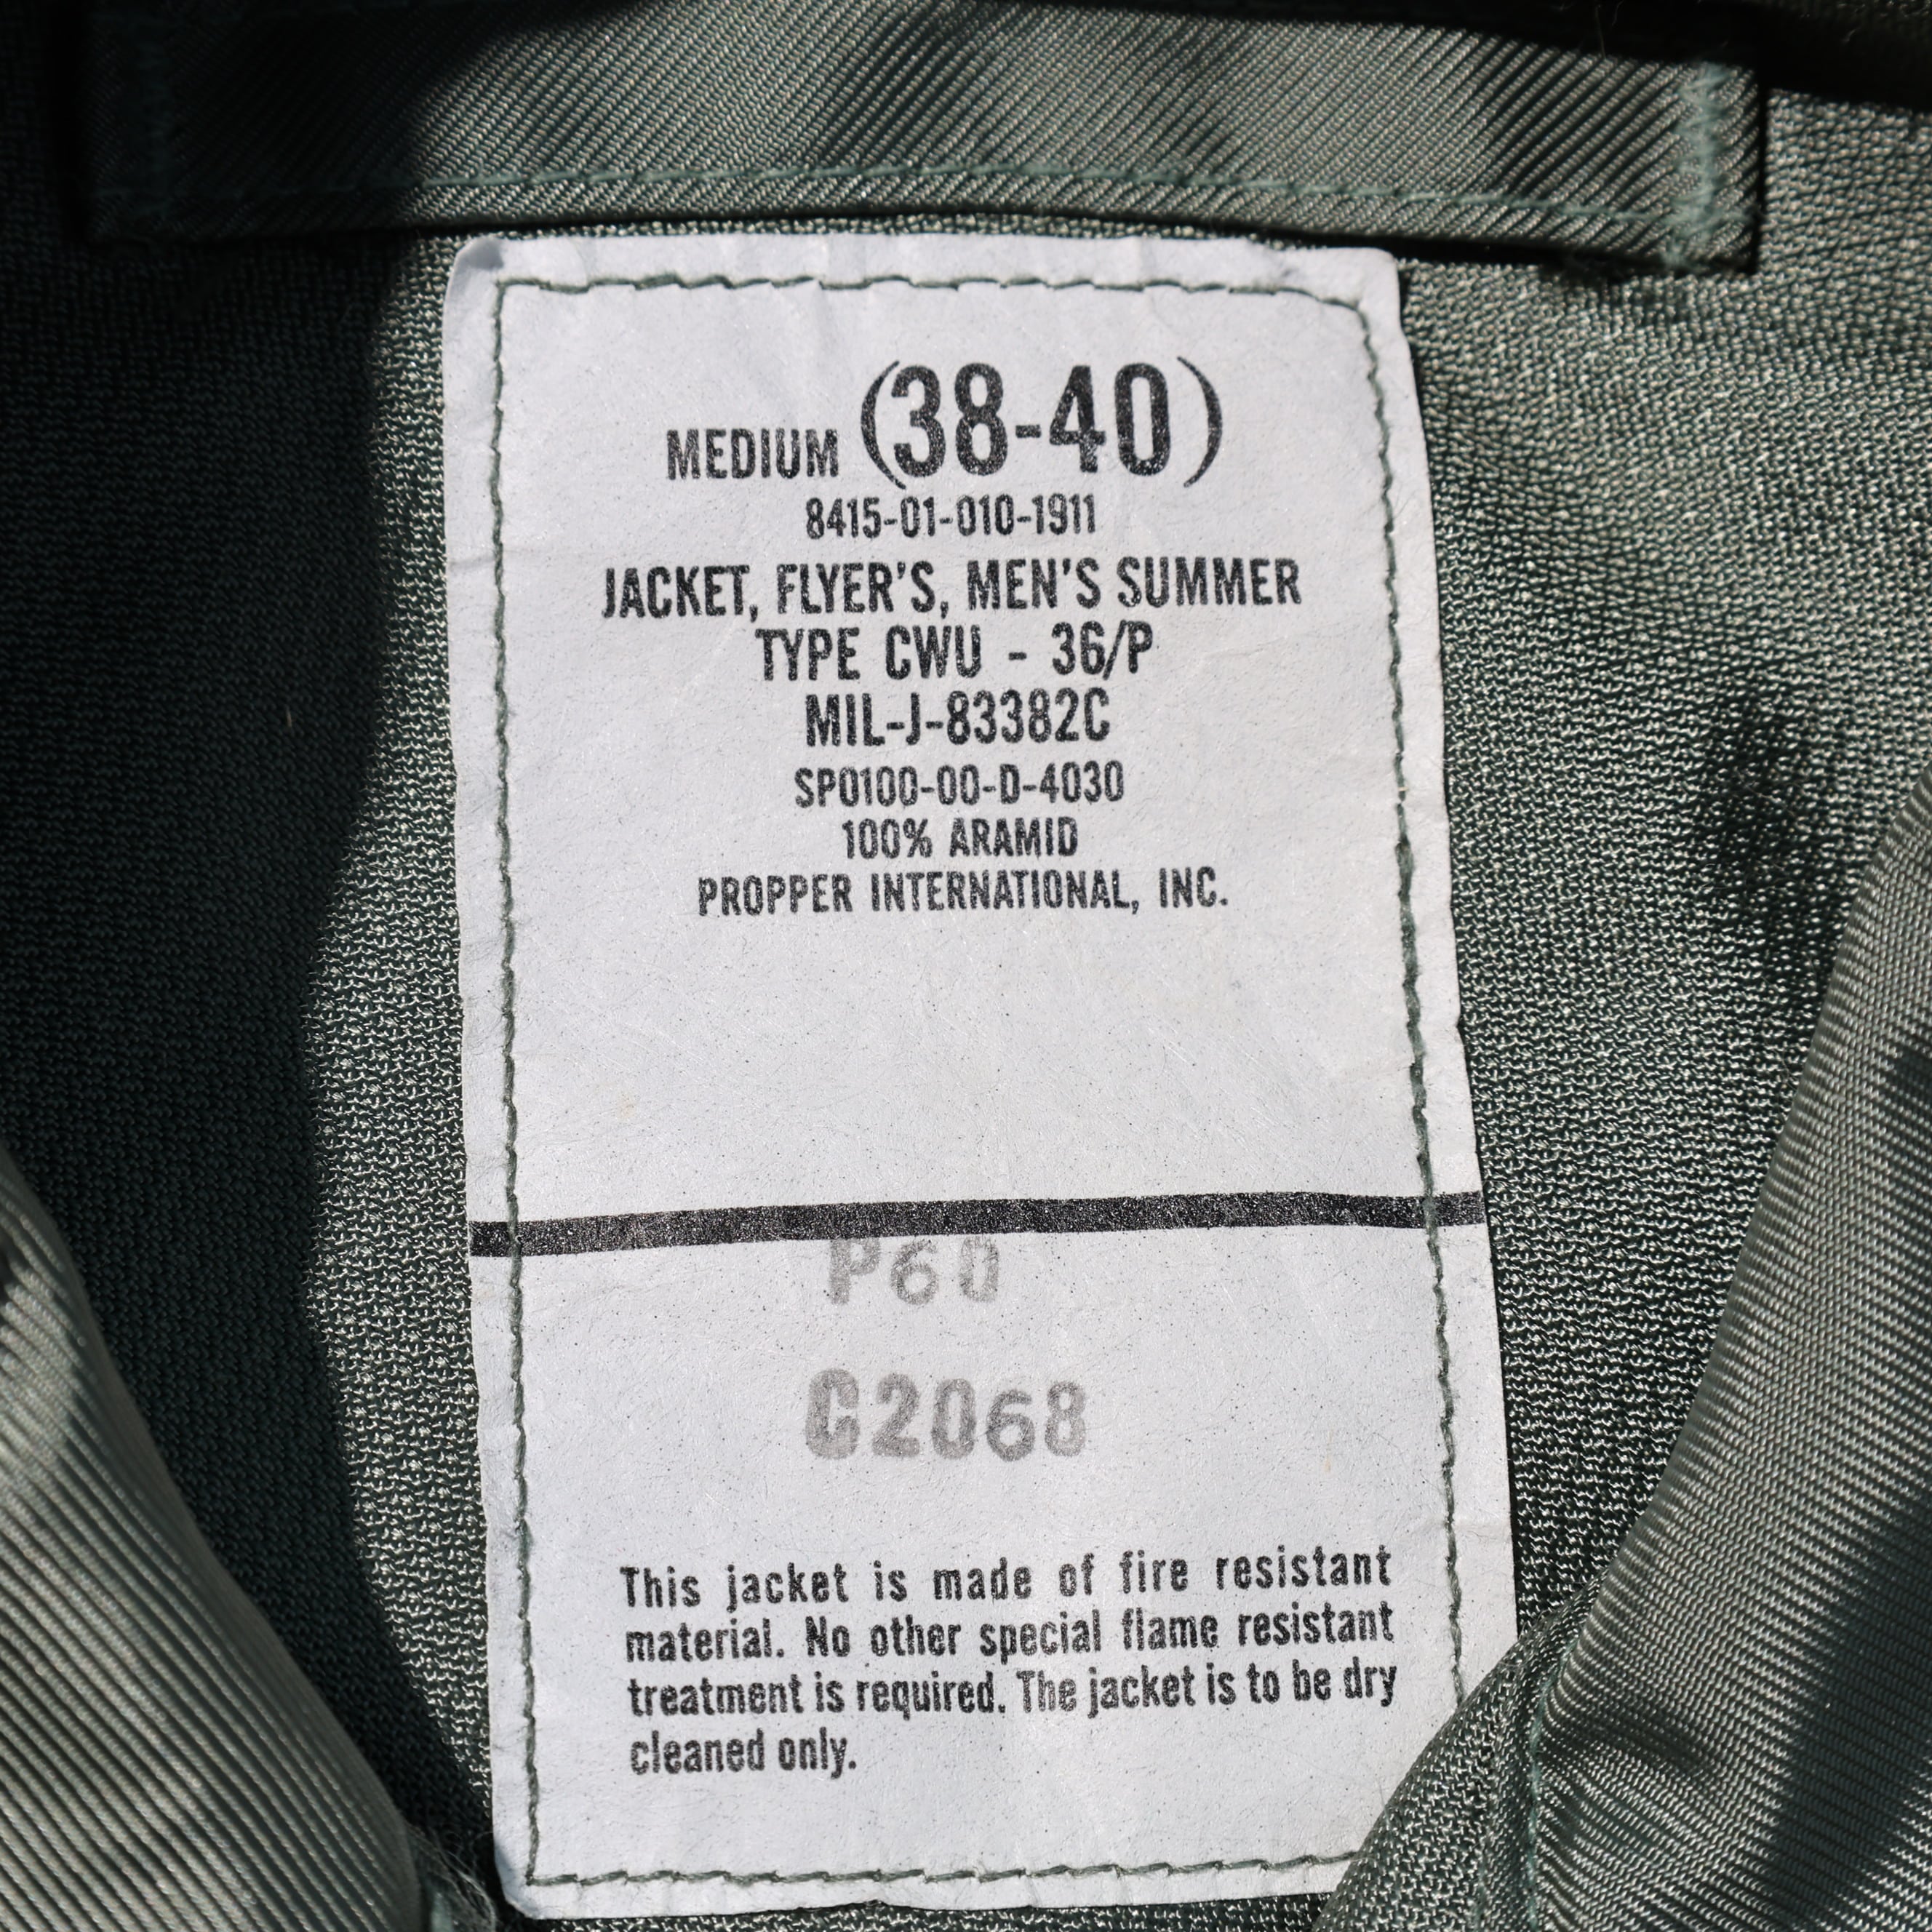 MEDIUM (38-40)
8415-01-010-1911
JACKET, FLYER'S, MEN'S SUMMER
TYPE CWU - 36/P
MIL-J-83382C
SP0100-00-D-4030
100% ARAMID
PROPPER INTERNATIONAL, INC.
P60
C2068
This jacket is made of fire resistant
material. No other special flame resistant
treatment is required. The jacket is to be dry
cleaned only.